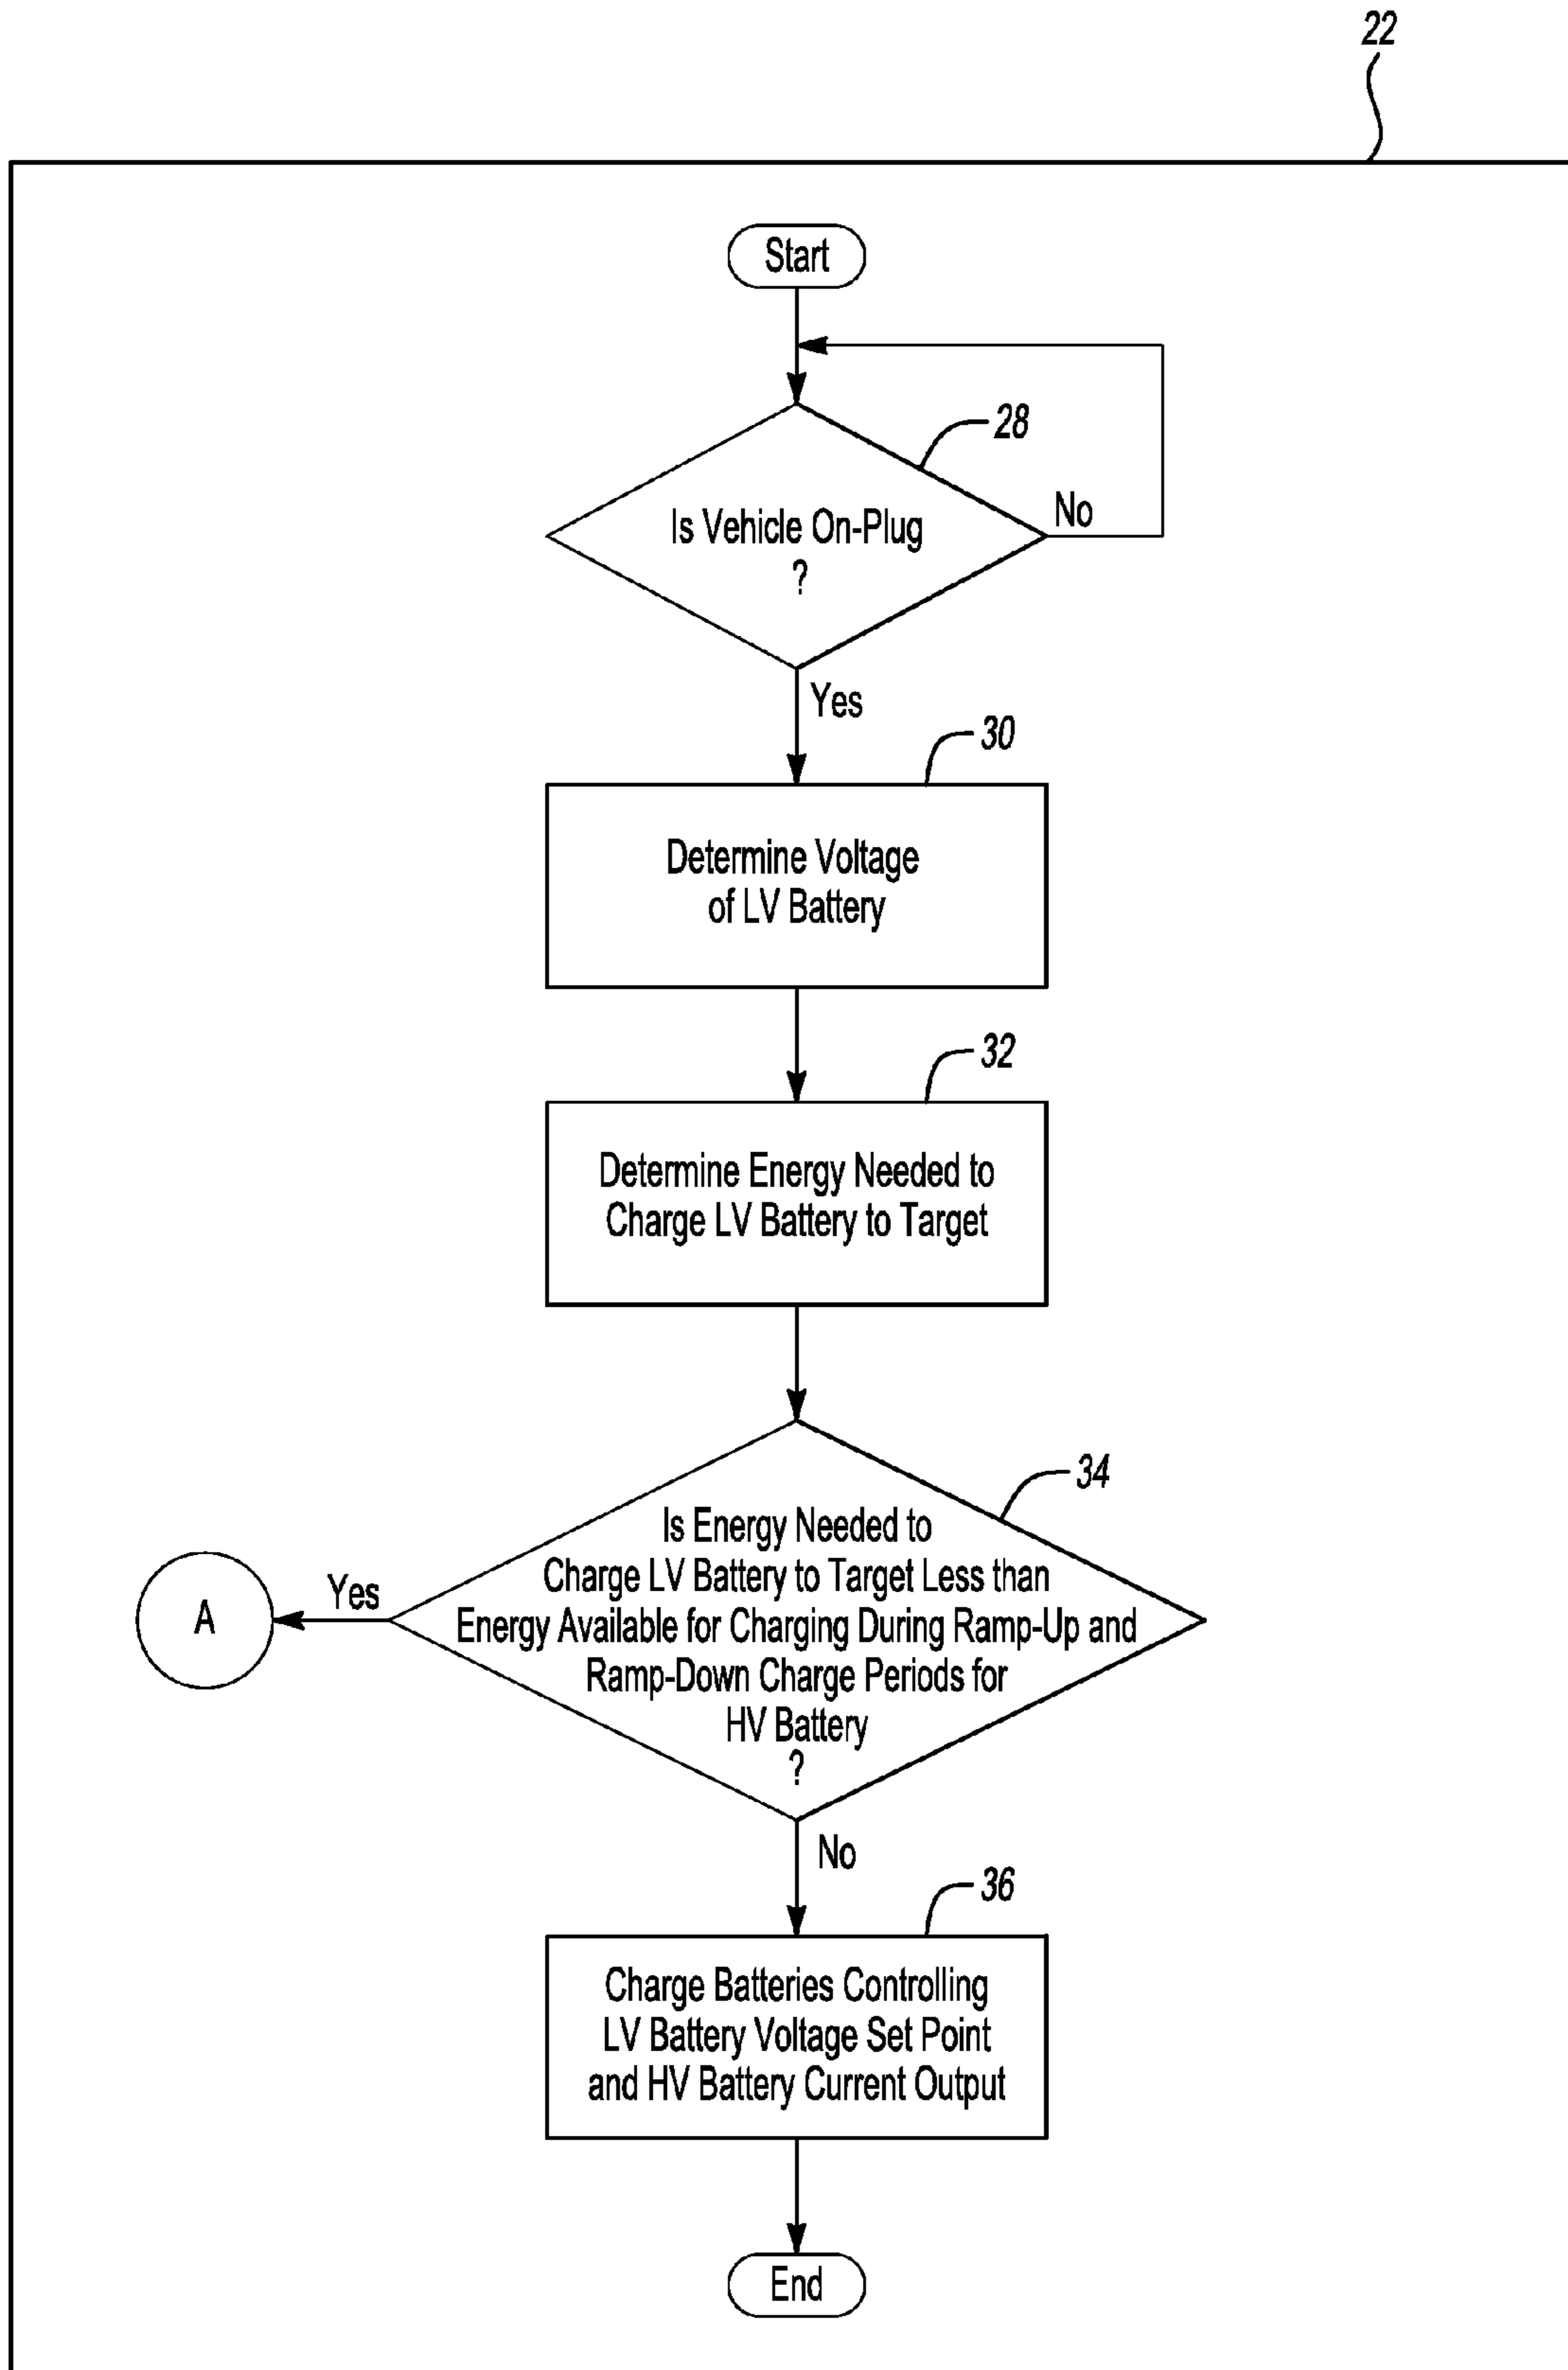 22
Start
28
Is Vehicle On-Plug
?
No
Yes
30
Determine Voltage
of LV Battery
32
Determine Energy Needed to
Charge LV Battery to Target
34
Is Energy Needed to
Charge LV Battery to Target Less than
Energy Available for Charging During Ramp-Up and
Ramp-Down Charge Periods for
HV Battery
?
Yes
A
No
36
Charge Batteries Controlling
LV Battery Voltage Set Point
and HV Battery Current Output
End